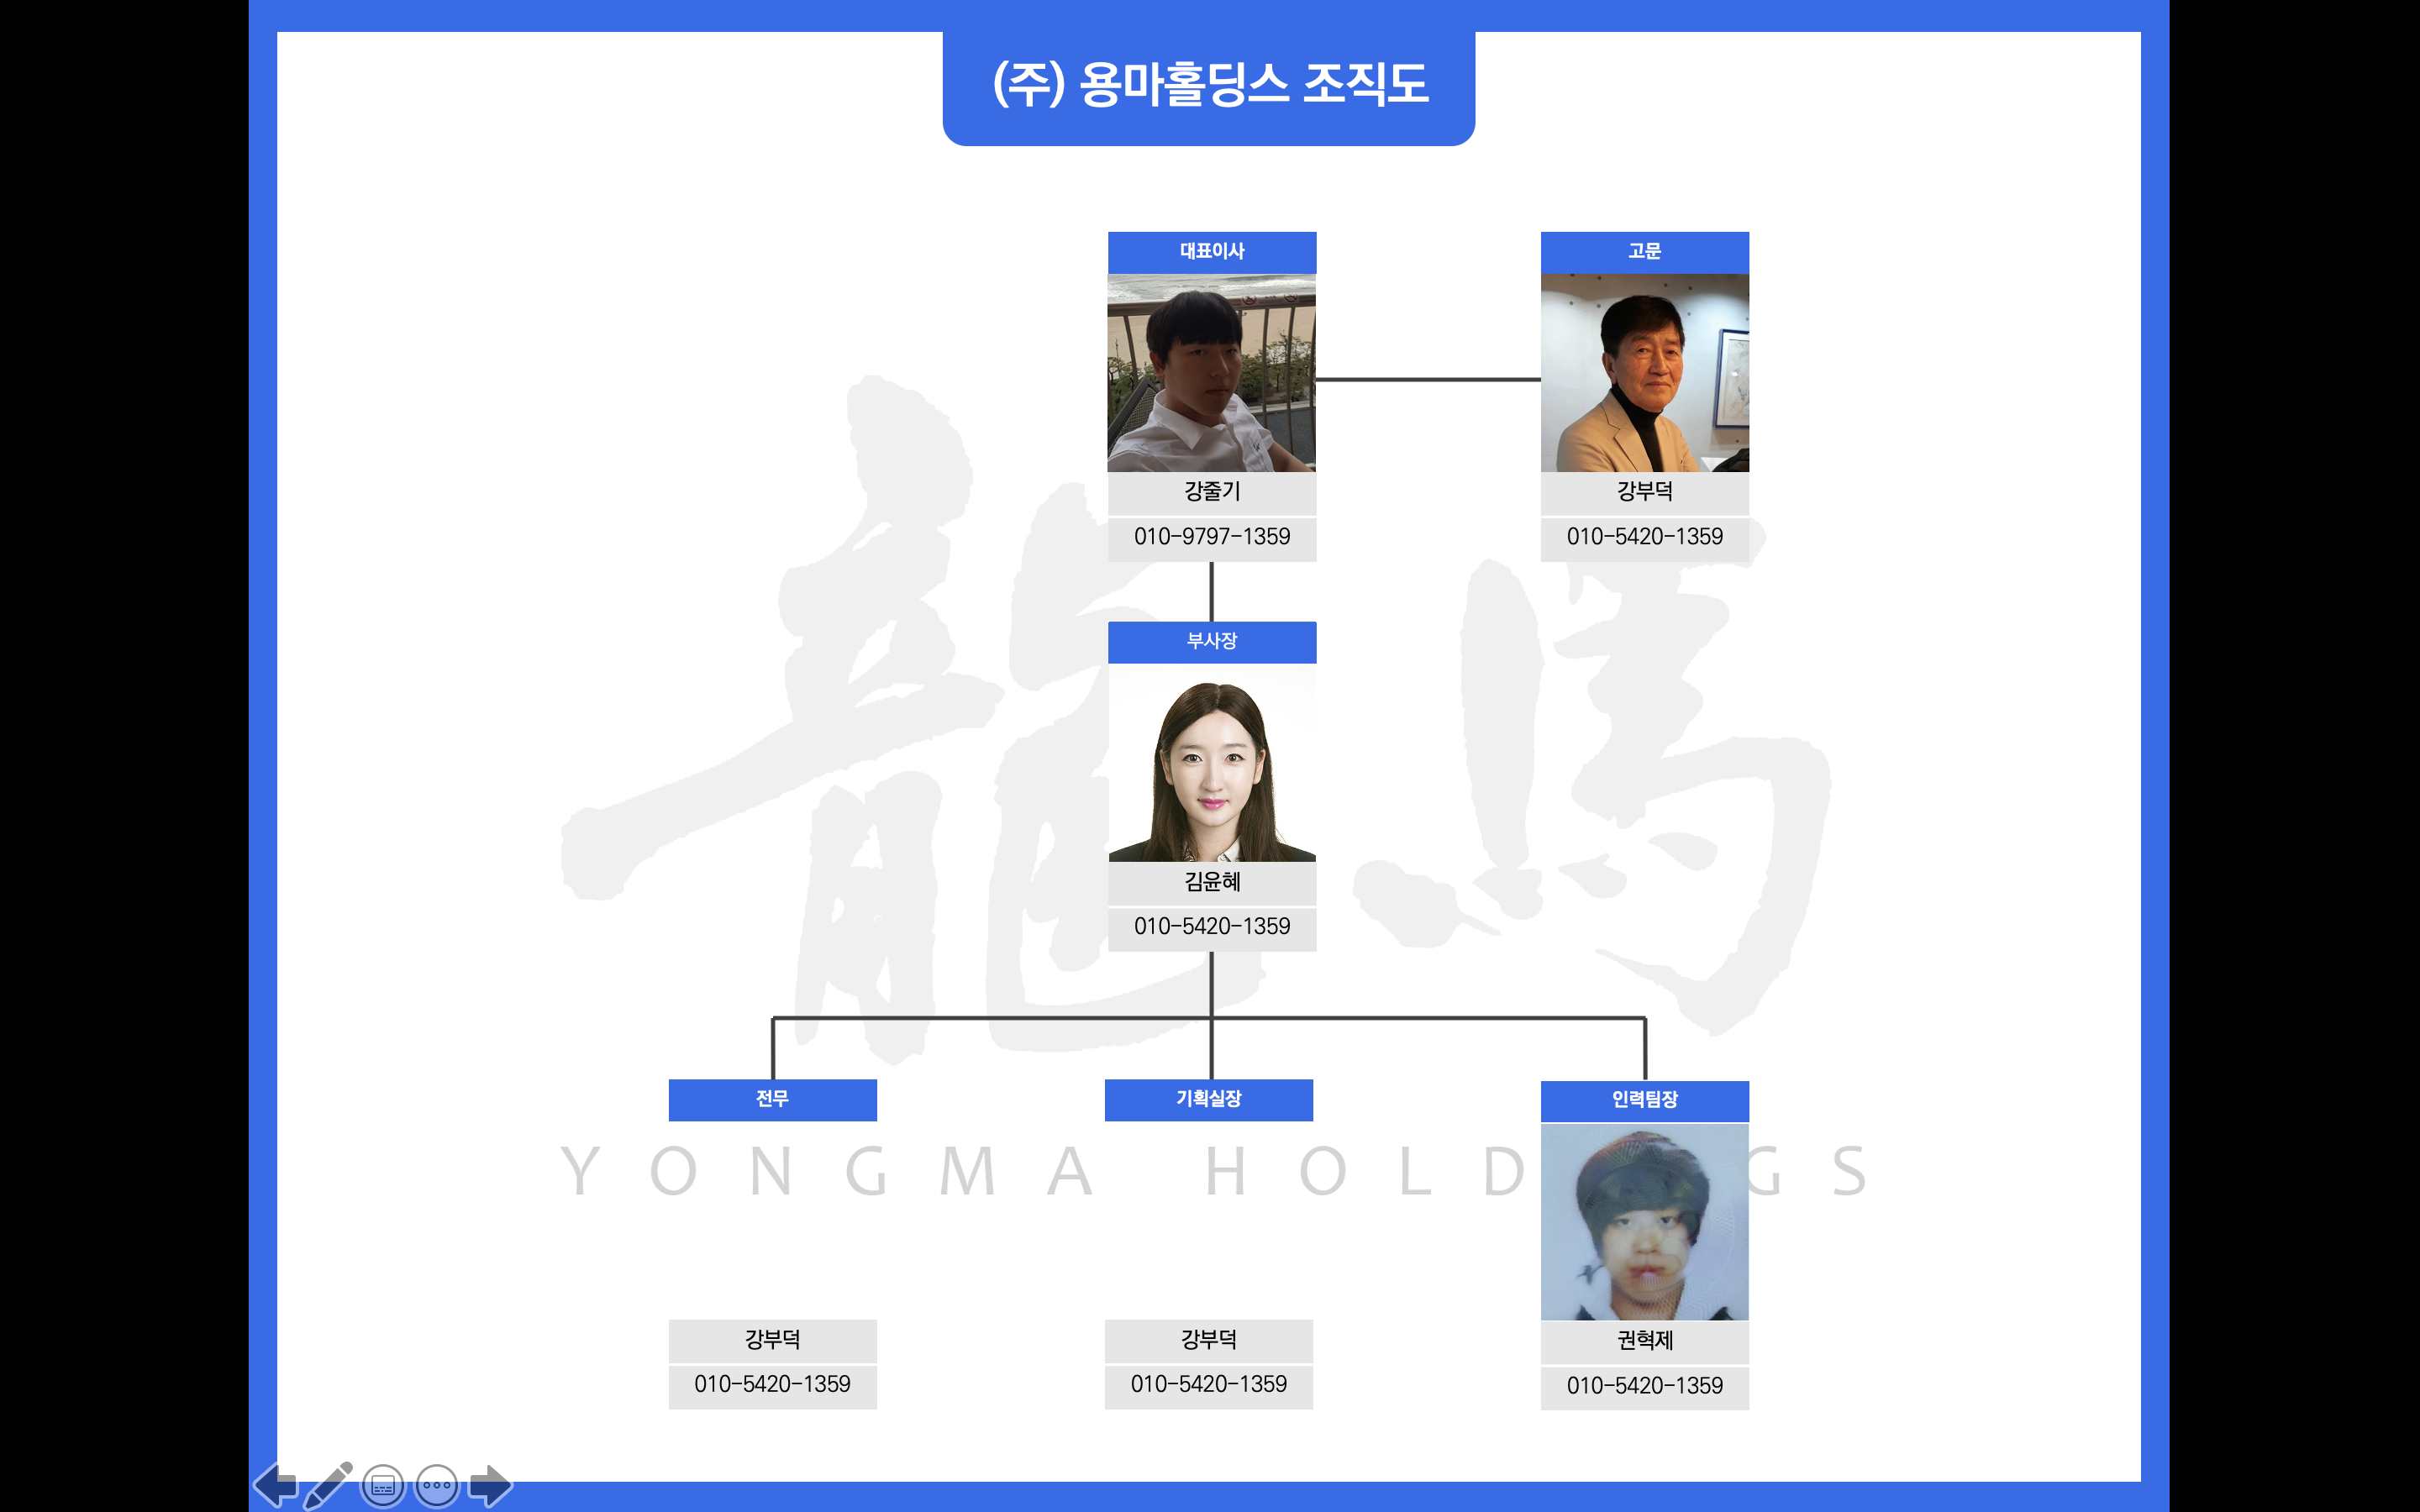 (주) 용마홀딩스 조직도
대표이사
고문
강줄기
강부덕
010-9797-1359
010-5420-1359
부사장
김윤혜
010-5420-1359
龍馬
전무
기획실장
인력팀장
YONGMA HOLD GS
강부덕
강부덕
권혁제
010-5420-1359
010-5420-1359
010-5420-1359